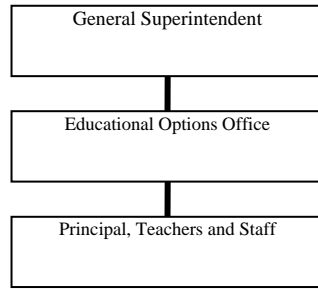 General Superintendent
Educational Options Office
Principal, Teachers and Staff